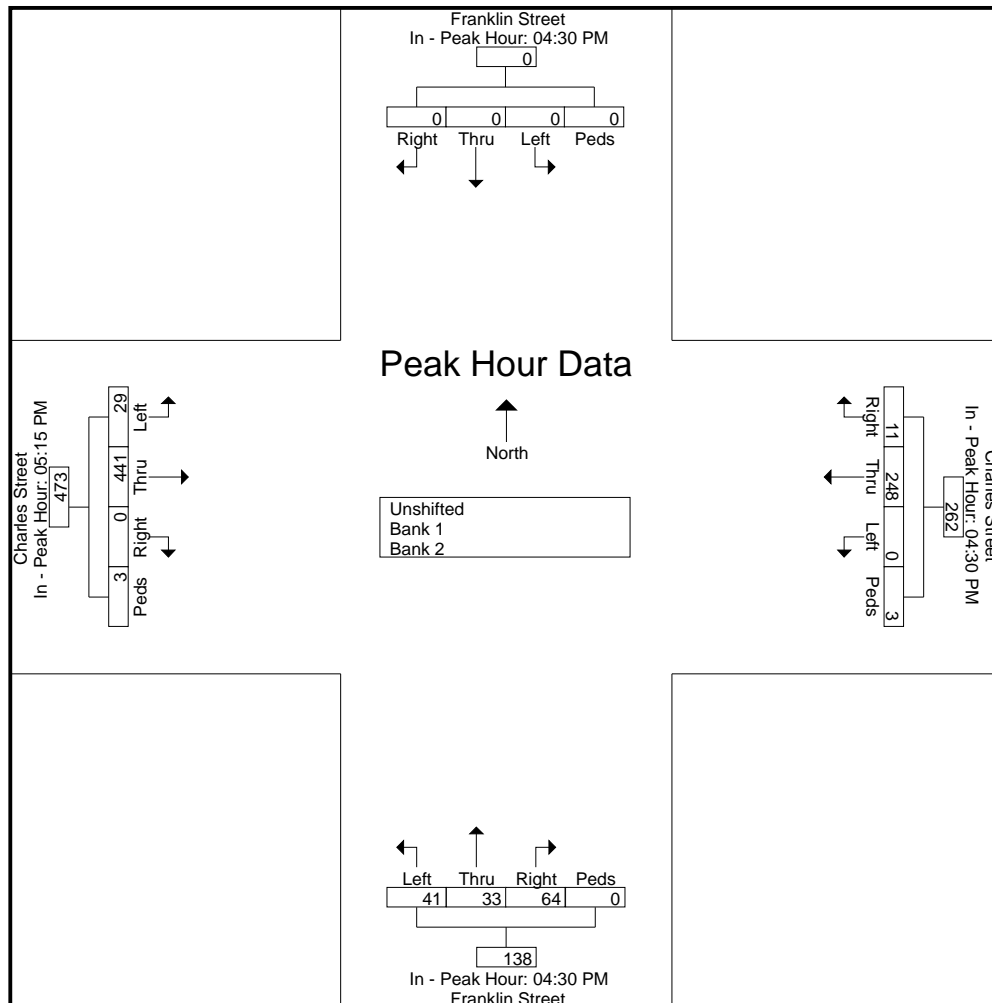 Franklin Street
In - Peak Hour: 04:30 PM
0
0 0 0 0
Right Thru Left Peds
Peak Hour Data
North
Unshifted
Bank 1
Bank 2
Charles Street
In - Peak Hour: 05:15 PM
473
29 441 0 3
Left Thru Right Peds
Charles Street
In - Peak Hour: 04:30 PM
262
11 248 0 3
Right Thru Left Peds
Left Thru Right Peds
41 33 64 0
138
In - Peak Hour: 04:30 PM
Franklin Street